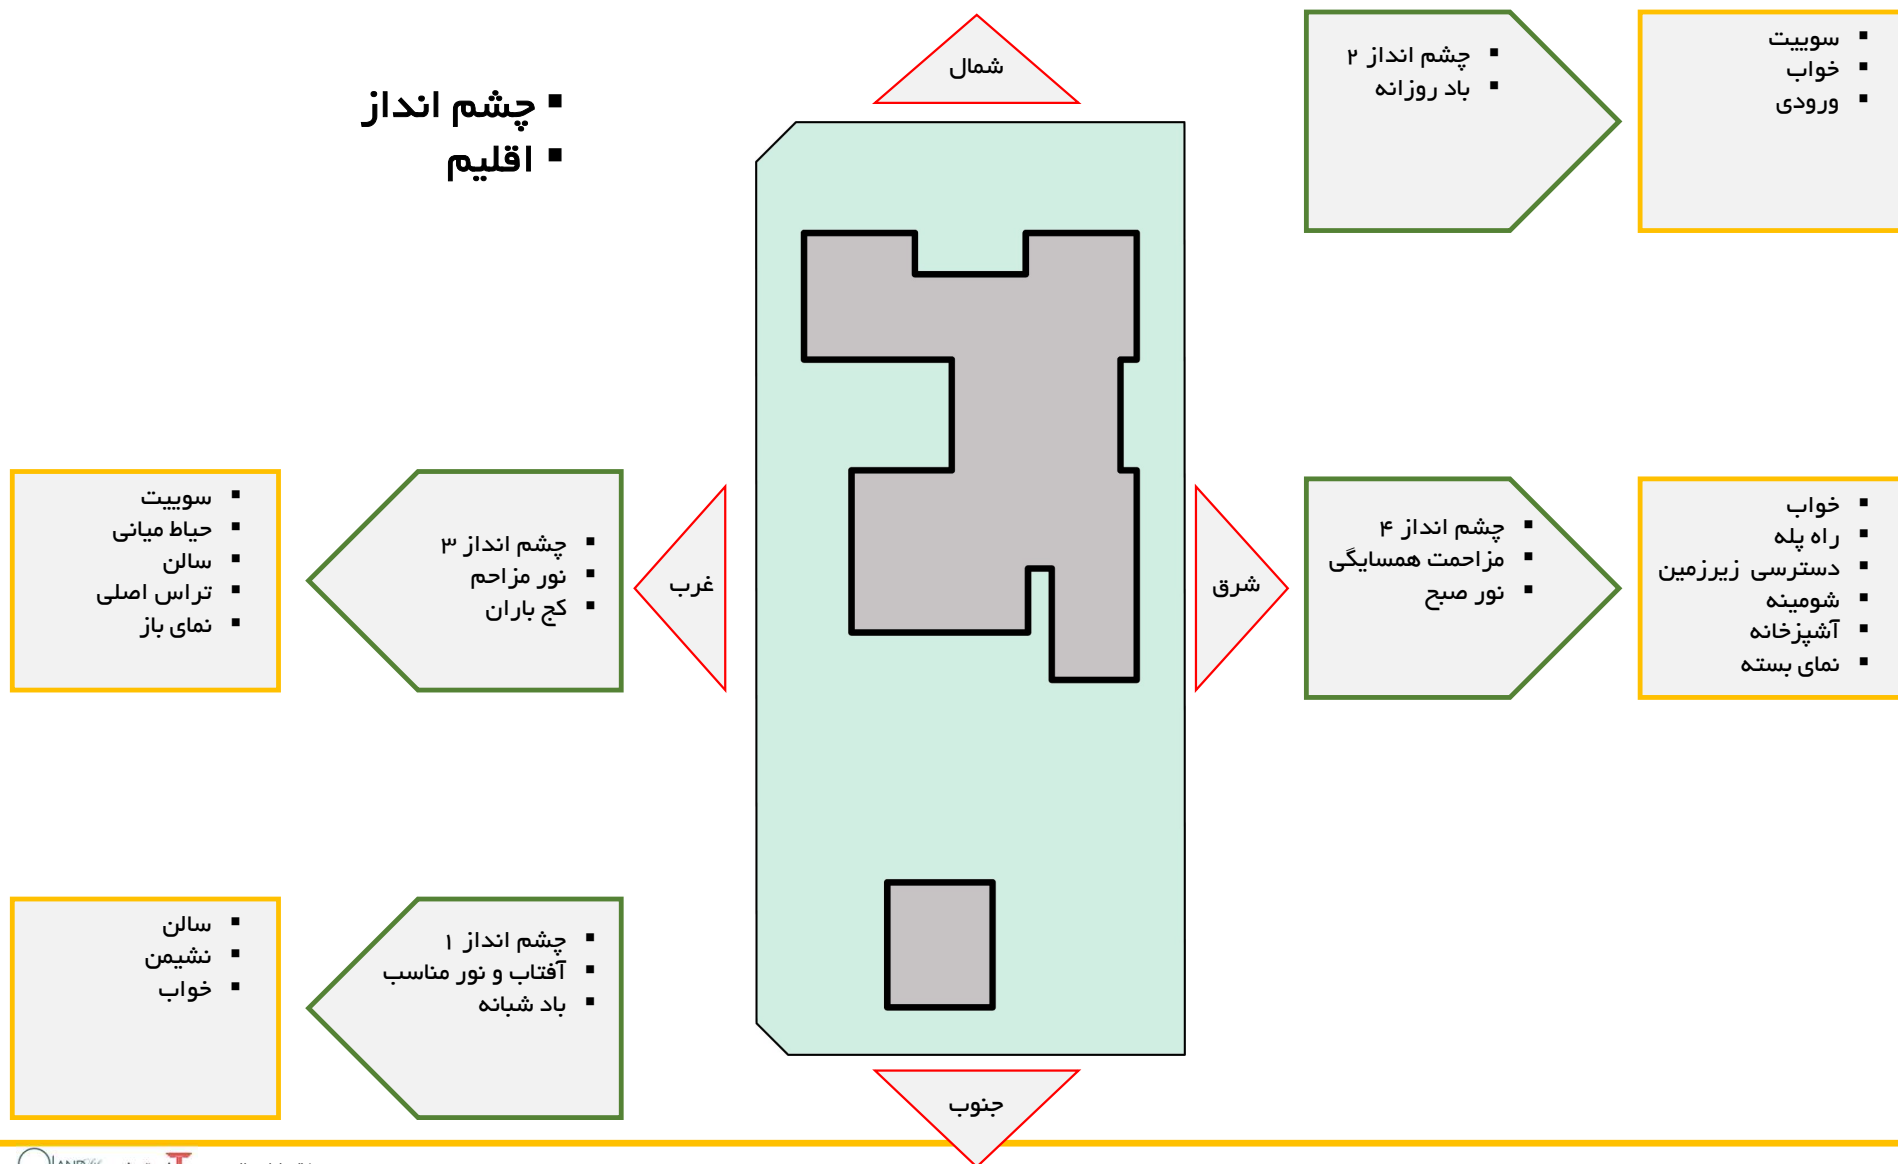 ▪ چشم انداز
▪ اقلیم
شمال
▪ چشم انداز ۲
▪ باد روزانه
▪ سوییت
▪ خواب
▪ ورودی
شرق
▪ چشم انداز ۴
▪ مزاحمت همسایگی
▪ نور صبح
▪ خواب
▪ راه پله
▪ دسترسی زیرزمین
▪ شومینه
▪ آشپزخانه
▪ نمای بسته
غرب
▪ چشم انداز ۳
▪ نور مزاحم
▪ کج باران
▪ سوییت
▪ حیاط میانی
▪ سالن
▪ تراس اصلی
▪ نمای باز
جنوب
▪ چشم انداز ۱
▪ آفتاب و نور مناسب
▪ باد شبانه
▪ سالن
▪ نشیمن
▪ خواب